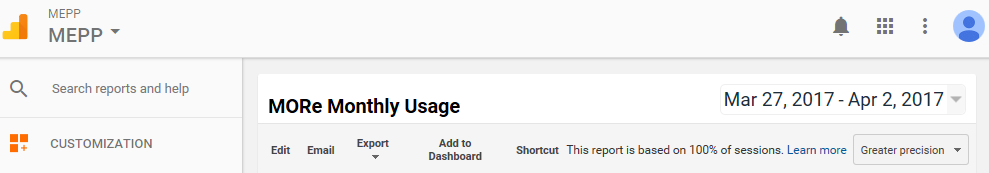 MEPP
MEPP
Search reports and help
MORe Monthly Usage
Mar 27, 2017 - Apr 2, 2017
CUSTOMIZATION
Edit Email Export Add to Dashboard Shortcut This report is based on 100% of sessions. Learn more Greater precision